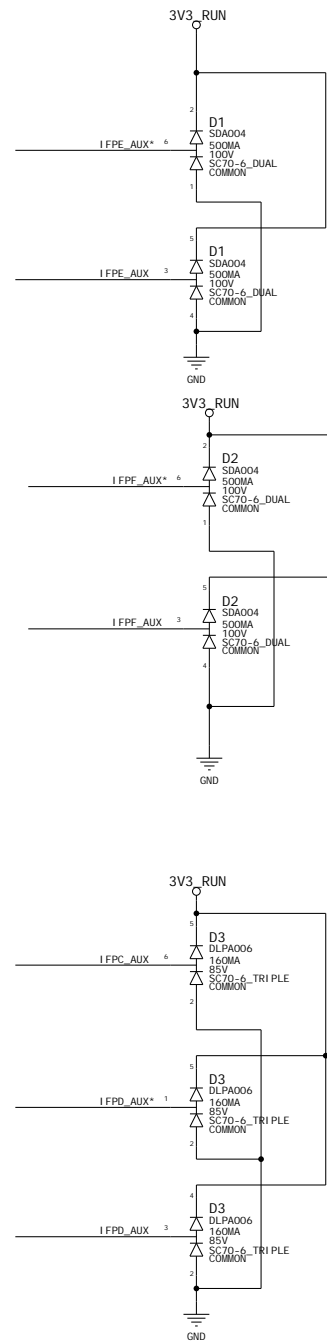 3V3_RUN
2
D1
SDA004
IFPE_AUX* 6
500MA
100V
SC70-6_DUAL
COMMON
1
5
D1
SDA004
IFPE_AUX 3
500MA
100V
SC70-6_DUAL
COMMON
4
GND
3V3_RUN
2
D2
SDA004
IFPF_AUX* 6
500MA
100V
SC70-6_DUAL
COMMON
1
5
D2
SDA004
IFPF_AUX 3
500MA
100V
SC70-6_DUAL
COMMON
4
GND
3V3_RUN
5
D3
DLPA006
IFPC_AUX 6
160MA
85V
SC70-6_TRIPLE
COMMON
2
5
D3
DLPA006
IFPD_AUX* 1
160MA
85V
SC70-6_TRIPLE
COMMON
2
4
D3
DLPA006
IFPD_AUX 3
160MA
85V
SC70-6_TRIPLE
COMMON
2
GND